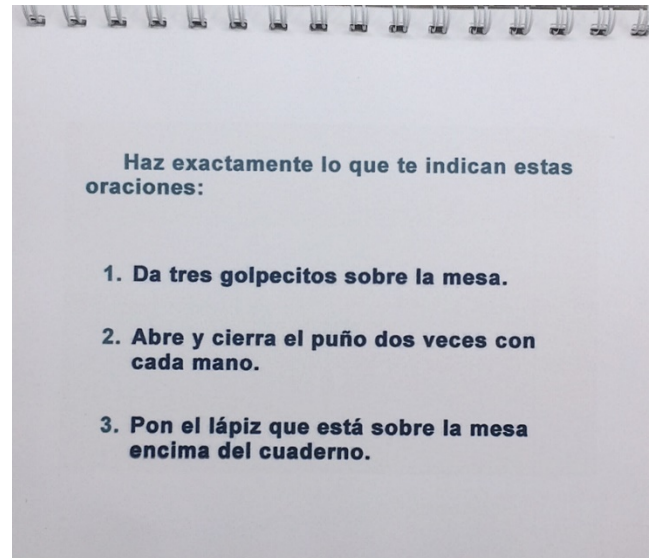 Haz exactamente lo que te indican estas
oraciones:
1. Da tres golpecitos sobre la mesa.
2. Abre y cierra el puño dos veces con
cada mano.
3. Pon el lápiz que está sobre la mesa
encima del cuaderno.